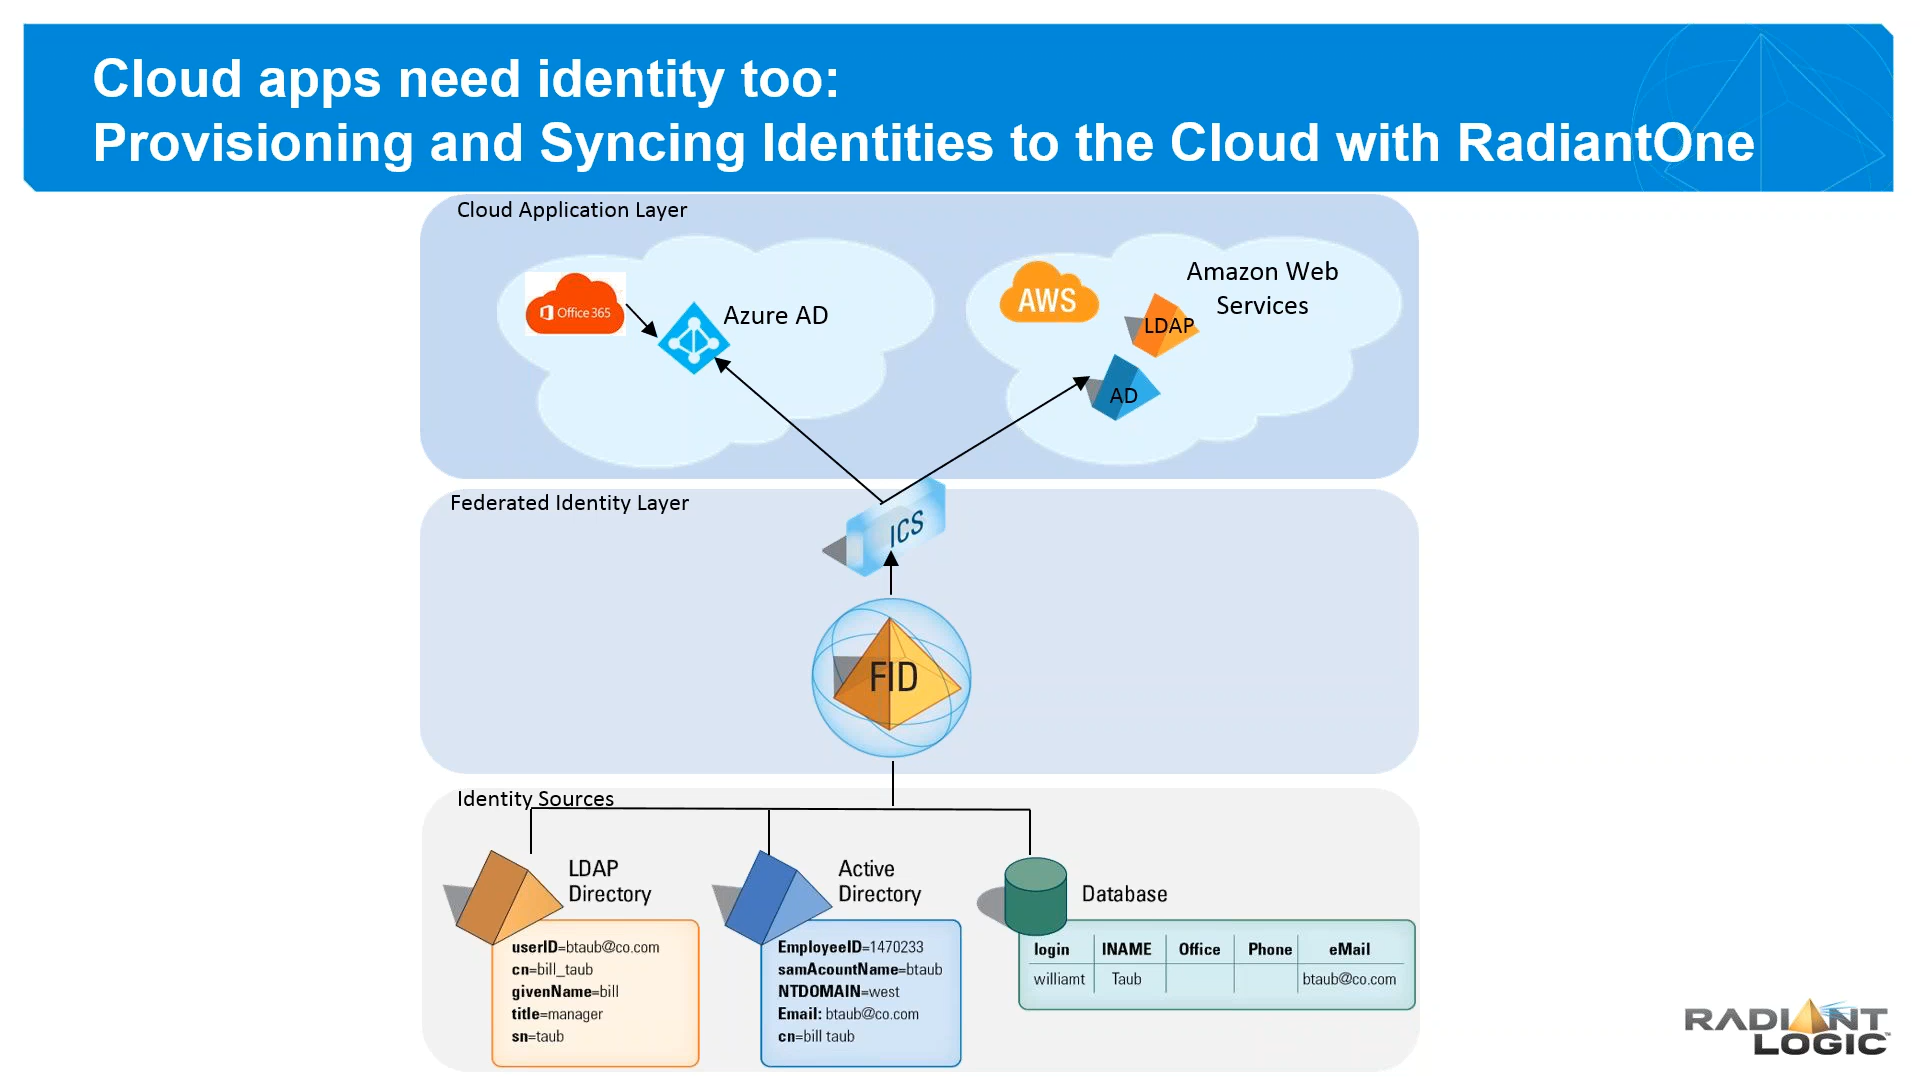 Cloud apps need identity too:
Provisioning and Syncing Identities to the Cloud with RadiantOne
Cloud Application Layer
Office 365
Azure AD
AWS
Amazon Web
Services
LDAP
AD
Federated Identity Layer
ICS
FID
Identity Sources
LDAP
Directory
userID=btaub@co.com
cn=bill_taub
givenName=bill
title=manager
sn=taub
Active
Directory
EmployeeID=1470233
samAcountName=btaub
NTDOMAIN=west
Email: btaub@co.com
cn=bill taub
Database
login INAME Office Phone eMail
williamt Taub btaub@co.com
RADIANT
LOGIC™